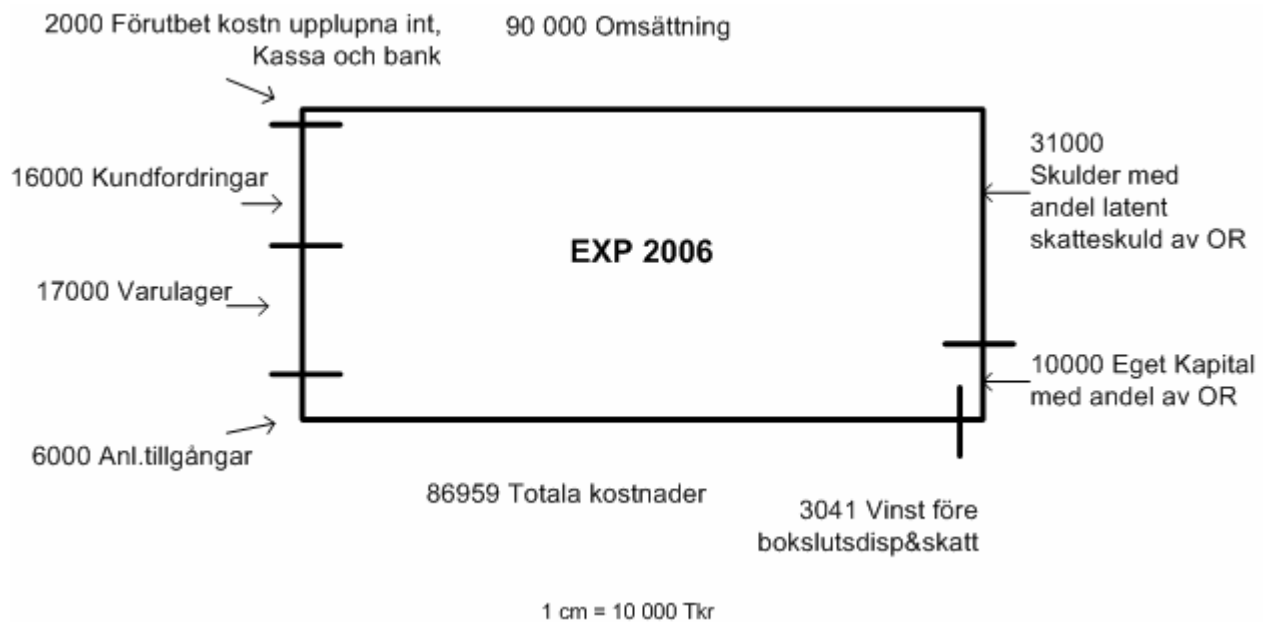 2000 Förutbet kostn upplupna int,
Kassa och bank
90 000 Omsättning
16000 Kundfordringar
17000 Varulager
6000 Anl.tillgångar
EXP 2006
31000
Skulder med
andel latent
skatteskuld av OR
10000 Eget Kapital
med andel av OR
86959 Totala kostnader
3041 Vinst före
bokslutsdisp&skatt
1 cm = 10 000 Tkr